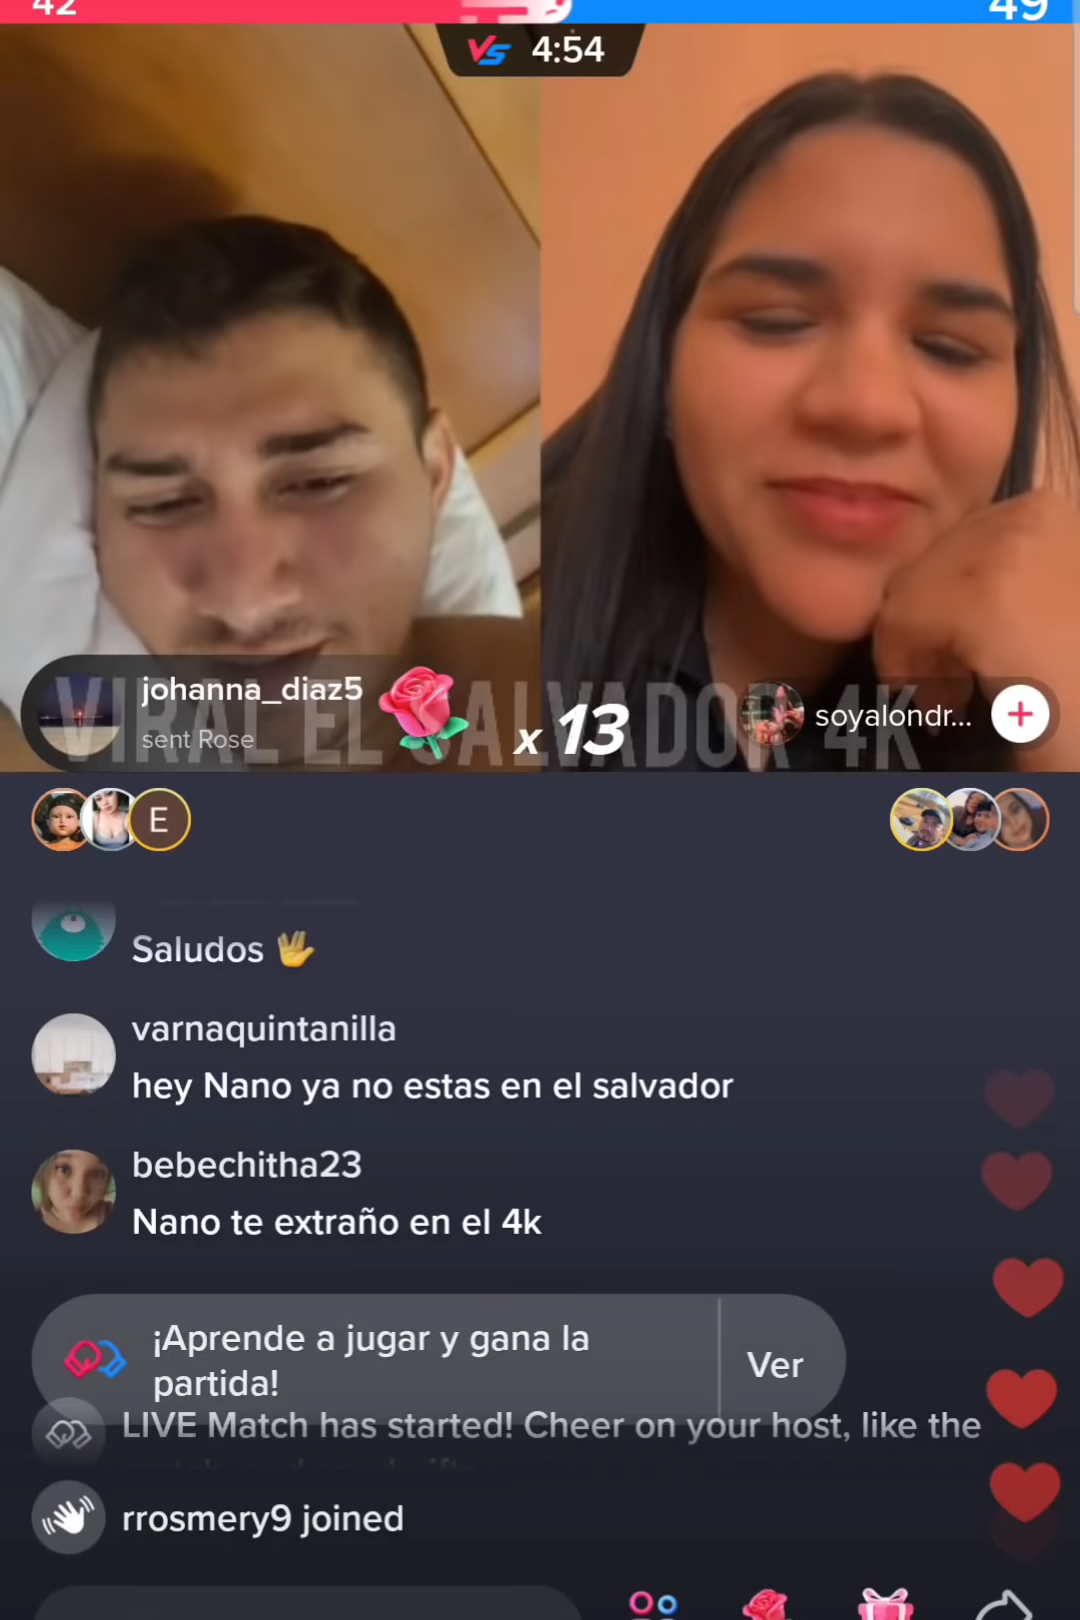 42
49
VS 4:54
johanna_diaz5
sent Rose
x 13
soyalondr...
VIRAL EL SALVADOR 4K
E
Saludos 🖖
varnaquintanilla
hey Nano ya no estas en el salvador
bebechitha23
Nano te extraño en el 4k
¡Aprende a jugar y gana la
partida!
Ver
LIVE Match has started! Cheer on your host, like the
rrosmery9 joined